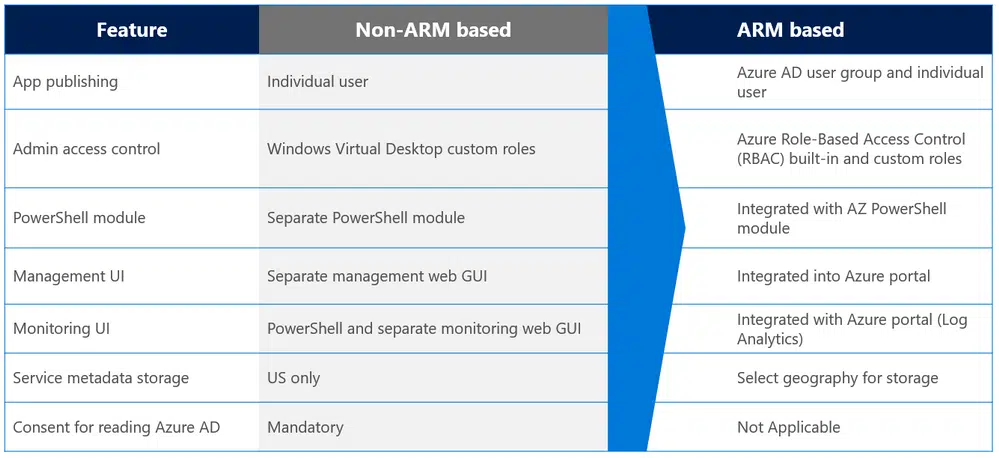 Feature Non-ARM based ARM based
App publishing Individual user Azure AD user group and individual
user
Admin access control Windows Virtual Desktop custom roles Azure Role-Based Access Control
(RBAC) built-in and custom roles
PowerShell module Separate PowerShell module Integrated with AZ PowerShell
module
Management UI Separate management web GUI Integrated into Azure portal
Monitoring UI PowerShell and separate monitoring web GUI Integrated with Azure portal (Log
Analytics)
Service metadata storage US only Select geography for storage
Consent for reading Azure AD Mandatory Not Applicable